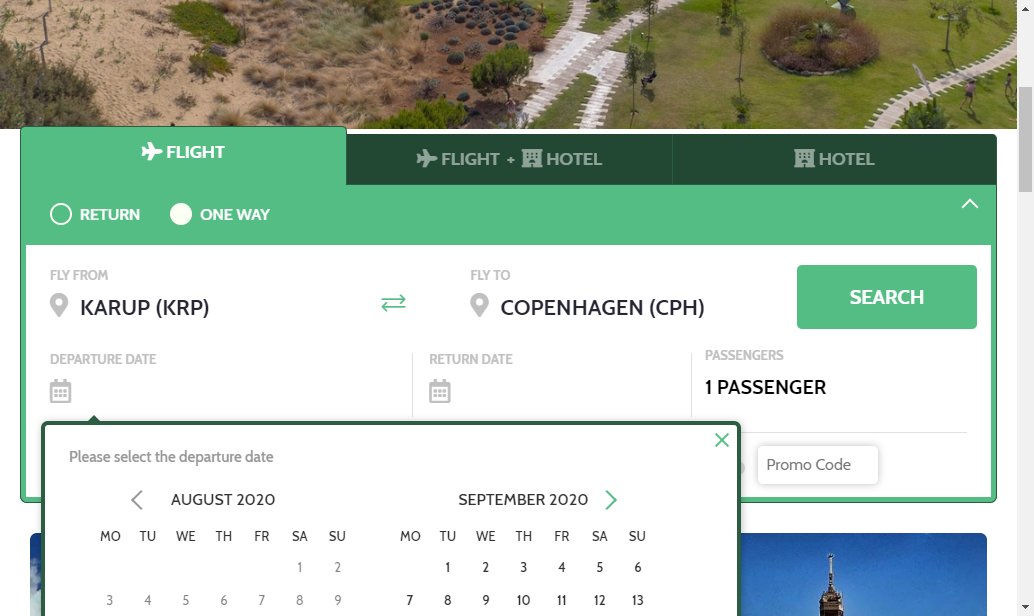 FLIGHT
FLIGHT + HOTEL
HOTEL
RETURN
ONE WAY
FLY FROM
KARUP (KRP)
FLY TO
COPENHAGEN (CPH)
SEARCH
DEPARTURE DATE
RETURN DATE
PASSENGERS
1 PASSENGER
Promo Code
Please select the departure date
AUGUST 2020
MO TU WE TH FR SA SU
1 2
3 4 5 6 7 8 9
SEPTEMBER 2020
MO TU WE TH FR SA SU
1 2 3 4 5 6
7 8 9 10 11 12 13